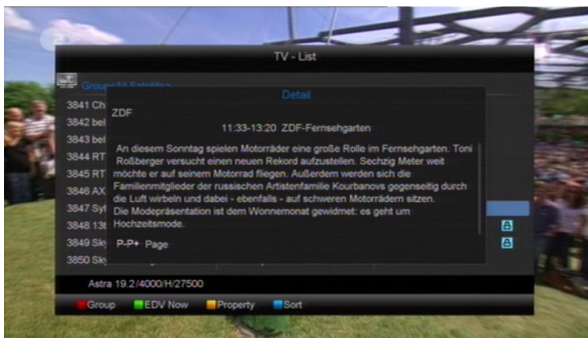 TV - List
Group:All Satellites
Detail
3841 Ch
ZDF
3842 bel
11:33-13:20 ZDF-Fernsehgarten
3843 bel
An diesem Sonntag spielen Motorräder eine große Rolle im Fernsehgarten. Toni
3844 RT
Roßberger versucht einen neuen Rekord aufzustellen. Sechzig Meter weit
3845 RT
möchte er auf seinem Motorrad fliegen. Außerdem werden sich die
3846 AX
Familienmitglieder der russischen Artistenfamilie Kourbanovs gegenseitig durch
3847 Syf
die Luft wirbeln und dabei - ebenfalls - auf schweren Motorrädern sitzen.
Die Modepräsentation ist dem Wonnemonat gewidmet: es geht um
3848 13t
Hochzeitsmode.
3849 Sky
P-P+ Page
3850 Sky
Astra 19.2/4000/H/27500
Group EDV Now Property Sort